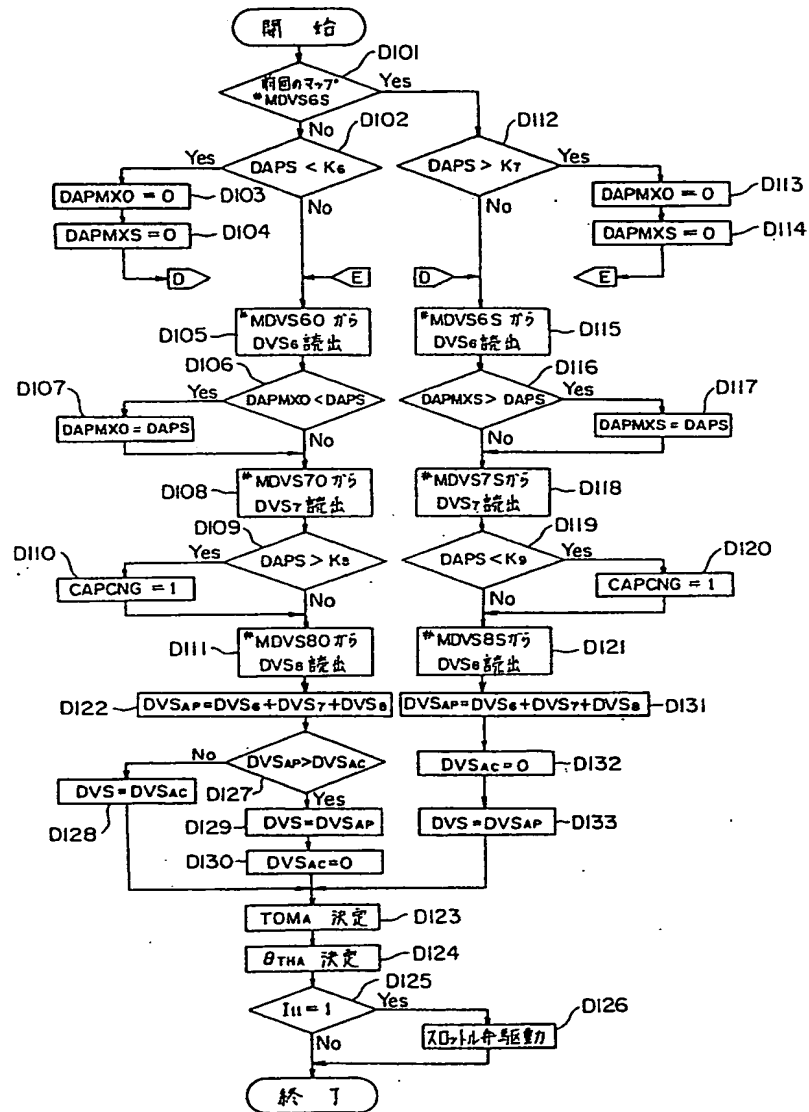 開 始
D101
前回のマップ
#MDVS6S
Yes
No
D102
D112
Yes
DAPS < K6
DAPS > K7
Yes
DAPMXO = 0
D103
No
No
DAPMXO = 0
D113
DAPMXS = 0
D104
DAPMXS = 0
D114
D
E
D
E
#MDVS6O から
DVS6 読出
D105
#MDVS6S から
DVS6 読出
D115
D106
D116
D107
Yes
DAPMXO < DAPS
DAPMXS > DAPS
Yes
D117
DAPMXO = DAPS
No
No
DAPMXS = DAPS
D108
#MDVS7O から
DVS7 読出
#MDVS7S から
DVS7 読出
D118
D109
D119
D110
Yes
DAPS > K8
DAPS < K9
Yes
D120
CAPCNG = 1
No
No
CAPCNG = 1
D111
#MDVS8O から
DVS8 読出
#MDVS8S から
DVS8 読出
D121
D122
DVSAP=DVS6+DVS7+DVS8
DVSAP=DVS6+DVS7+DVS8
D131
No
DVSAP>DVSAC
D127
DVSAC=0
D132
DVS = DVSAC
D128
Yes
D129
DVS=DVSAP
DVS=DVSAP
D133
D130
DVSAC=0
TOMA 決定
D123
θTHA 決定
D124
D125
I11 = 1
Yes
D126
No
スロットル弁駆動
終 了